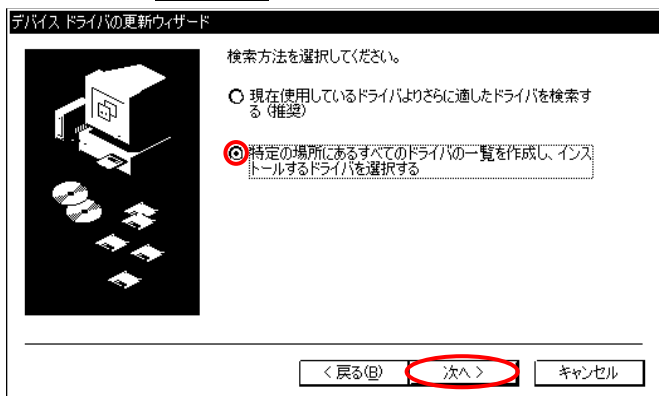 デバイス ドライバの更新ウィザード
検索方法を選択してください。
現在使用しているドライバよりさらに適したドライバを検索す
る (推奨)
特定の場所にあるすべてのドライバの一覧を作成し、インス
トールするドライバを選択する
< 戻る(B)
次へ >
キャンセル